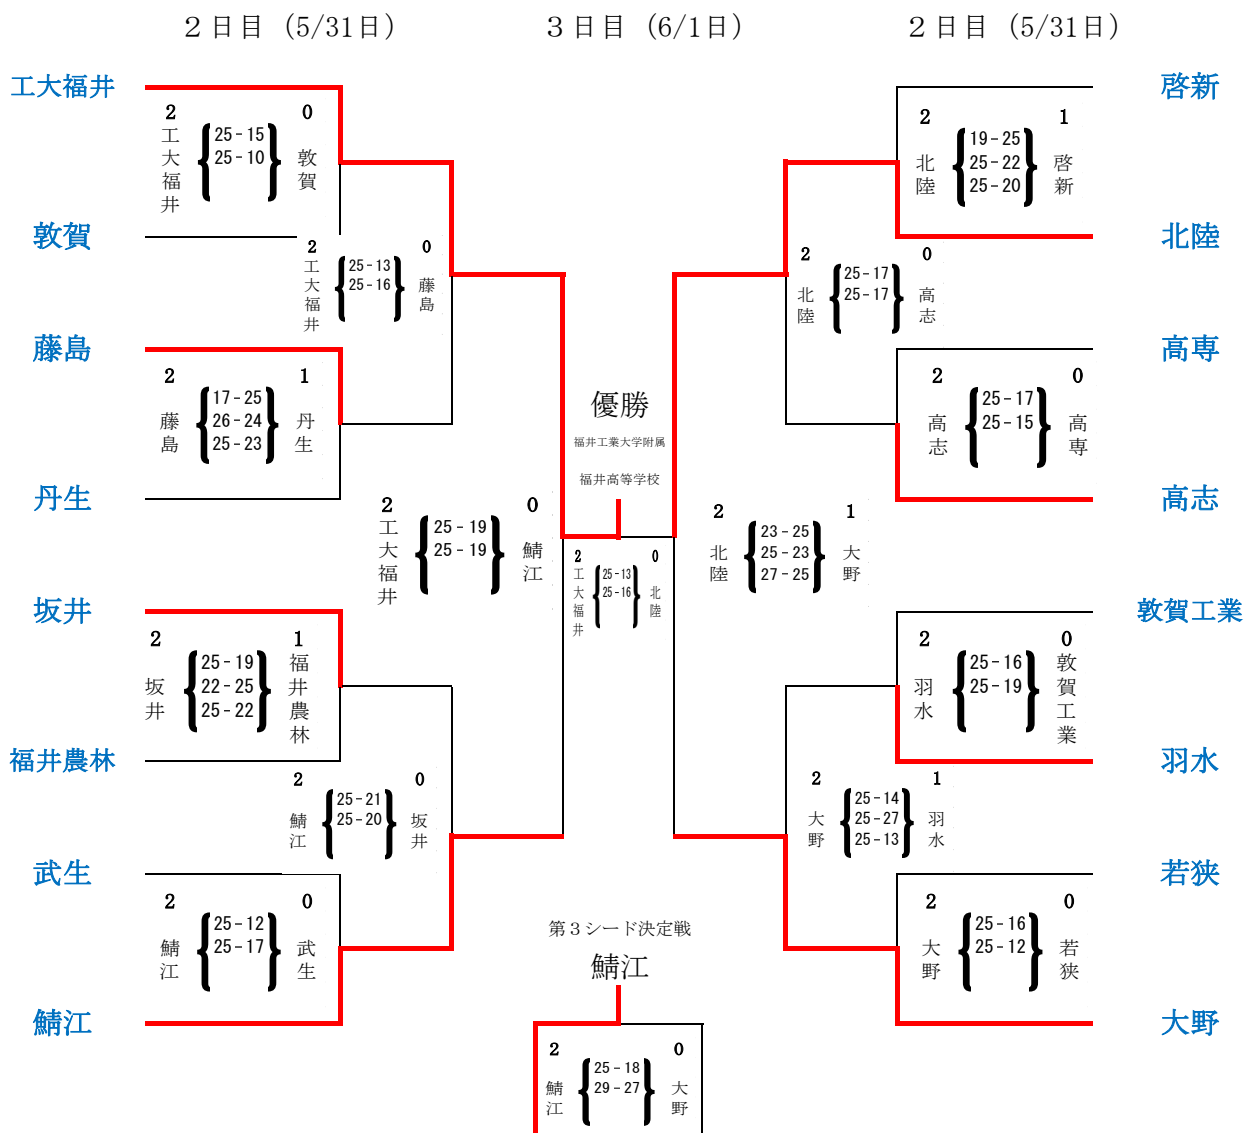 ２日目（5/31日）
３日目（6/1日）
２日目（5/31日）
工大福井
2 0
工大福井 25-15 敦賀
25-10
敦賀
2 0
工大福井 25-13 藤島
25-16
藤島
2 1
藤島 17-25 丹生
26-24
25-23
丹生
2 0
工大福井 25-19 鯖江
25-19
坂井
2 1
坂井 25-19 福井農林
22-25
25-22
福井農林
2 0
鯖江 25-21 坂井
25-20
武生
2 0
鯖江 25-12 武生
25-17
鯖江
優勝
福井工業大学附属
福井高等学校
2 0
工大福井 25-13 北陸
25-16
第３シード決定戦
鯖江
2 0
鯖江 25-18 大野
29-27
啓新
2 1
北陸 19-25 啓新
25-22
25-20
北陸
2 0
北陸 25-17 高志
25-17
高専
2 0
高志 25-17 高専
25-15
高志
2 1
北陸 23-25 大野
25-23
27-25
敦賀工業
2 0
羽水 25-16 敦賀工業
25-19
羽水
2 1
大野 25-14 羽水
25-27
25-13
若狭
2 0
大野 25-16 若狭
25-12
大野